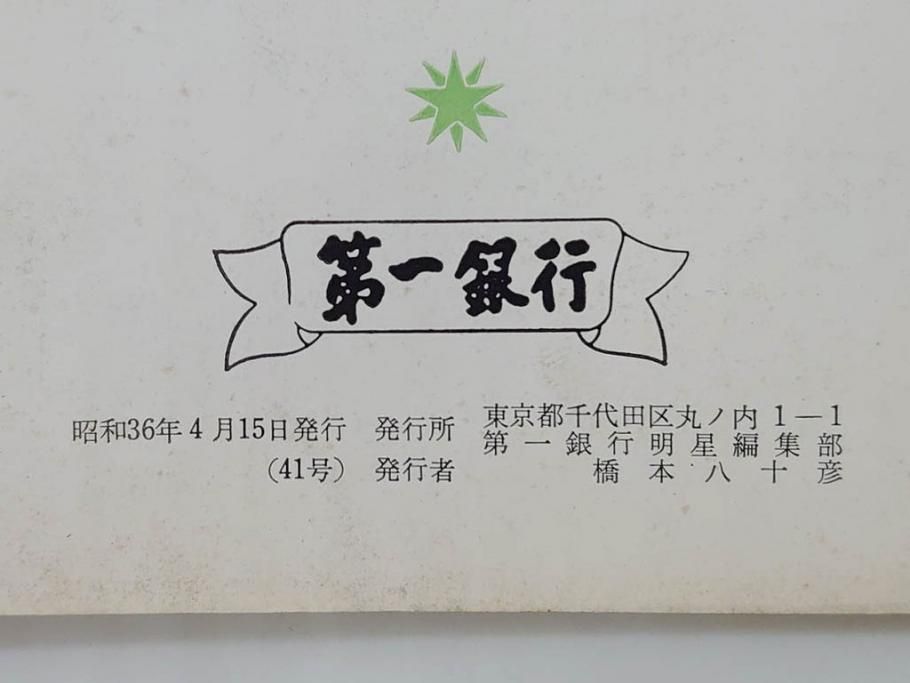 第一銀行
昭和36年4月15日発行 発行所 東京都千代田区丸ノ内1—1
第一銀行明星編集部
(41号) 発行者 橋本八十彦